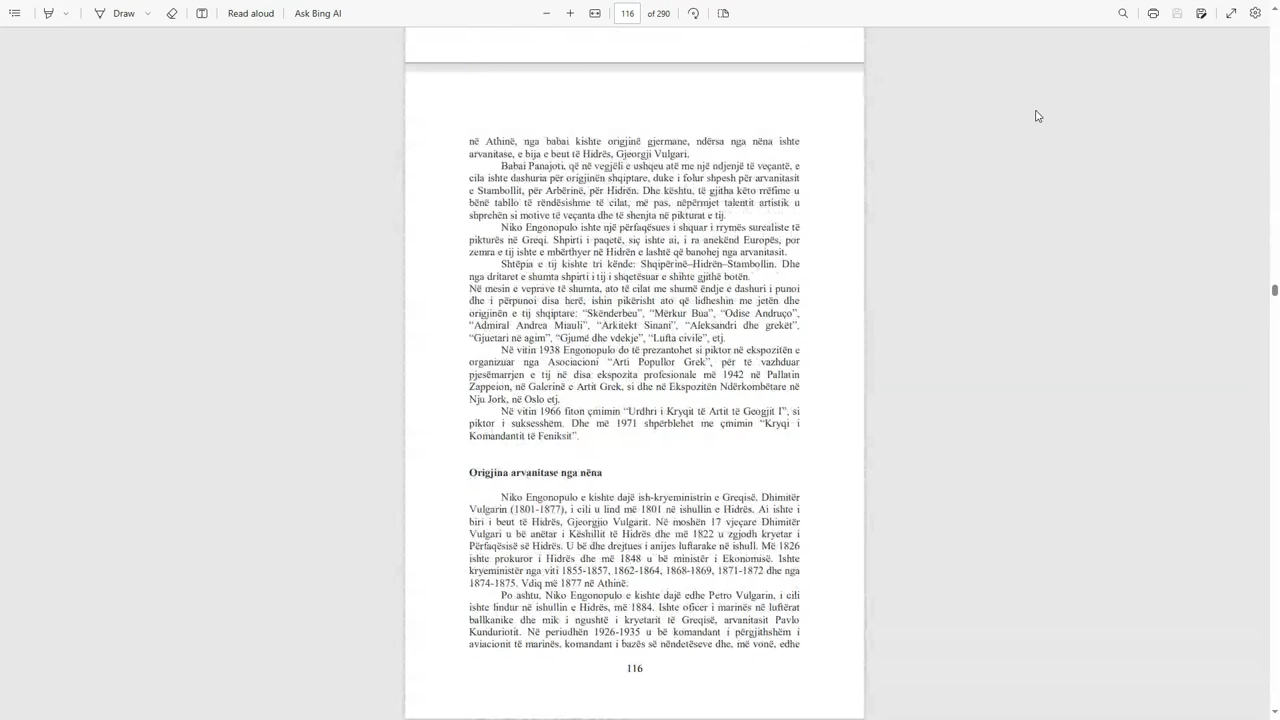 Draw
Read aloud
Ask Bing AI
116
of 290
në Athinë, nga babai kishte origjinë gjermane, ndërsa nga nëna ishte
arvanitase, e bija e beut të Hidrës, Gjeorgji Vulgari.
Babai Panajoti, që në vegjëli e ushqeu atë me një ndjenjë të veçantë, e
cila ishte dashuria për origjinën shqiptare, duke i folur shpesh për arvanitasit
e Stambollit, për Arbërinë, për Hidrën. Dhe kështu, të gjitha këto rrëfime u
bënë tabllo të rëndësishme të cilat, më pas, nëpërmjet talentit artistik u
shprehën si motive të veçanta dhe të shenjta në pikturat e tij.
Niko Engonopulo ishte një përfaqësues i shquar i rrymës surealiste të
pikturës në Greqi. Shpirti i paqetë, siç ishte ai, i ra anekënd Europës, por
zemra e tij ishte e mbërthyer në Hidrën e lashtë që banohej nga arvanitasit.
Shtëpia e tij kishte tri kënde: Shqipërinë–Hidrën–Stambollin. Dhe
nga dritaret e shumta shpirti i tij i shqetësuar e shihte gjithë botën.
Në mesin e veprave të shumta, ato të cilat me shumë ëndje e dashuri i punoi
dhe i përpunoi disa herë, ishin pikërisht ato që lidheshin me jetën dhe
origjinën e tij shqiptare: “Skënderbeu”, “Mërkur Bua”, “Odise Andruço”,
“Admiral Andrea Miauli”, “Arkitekt Sinani”, “Aleksandri dhe grekët”,
“Gjuetari në agim”, “Gjumë dhe vdekje”, “Lufta civile”, etj.
Në vitin 1938 Engonopulo do të prezantohet si piktor në ekspozitën e
organizuar nga Asociacioni “Arti Popullor Grek”, për të vazhduar
pjesëmarrjen e tij në disa ekspozita profesionale më 1942 në Pallatin
Zappeion, në Galerinë e Artit Grek, si dhe në Ekspozitën Ndërkombëtare në
Nju Jork, në Oslo etj.
Në vitin 1966 fiton çmimin “Urdhri i Kryqit të Artit të Geogjit I”, si
piktor i suksesshëm. Dhe më 1971 shpërblehet me çmimin “Kryqi i
Komandantit të Feniksit”.
Origjina arvanitase nga nëna
Niko Engonopulo e kishte dajë ish-kryeministrin e Greqisë, Dhimitër
Vulgarin (1801-1877), i cili u lind më 1801 në ishullin e Hidrës. Ai ishte i
biri i beut të Hidrës, Gjeorgjio Vulgarit. Në moshën 17 vjeçare Dhimitër
Vulgari u bë anëtar i Këshillit të Hidrës dhe më 1822 u zgjodh kryetar i
Përfaqësisë së Hidrës. U bë dhe drejtues i anijes luftarake në ishull. Më 1826
ishte prokuror i Hidrës dhe më 1848 u bë ministër i Ekonomisë. Ishte
kryeministër nga viti 1855-1857, 1862-1864, 1868-1869, 1871-1872 dhe nga
1874-1875. Vdiq më 1877 në Athinë.
Po ashtu, Niko Engonopulo e kishte dajë edhe Petro Vulgarin, i cili
ishte lindur në ishullin e Hidrës, më 1884. Ishte oficer i marinës në luftërat
ballkanike dhe mik i ngushtë i kryetarit të Greqisë, arvanitasit Pavlo
Kunduriotit. Në periudhën 1926-1935 u bë komandant i përgjithshëm i
aviacionit të marinës, komandant i bazës së nëndetëseve dhe, më vonë, edhe
116